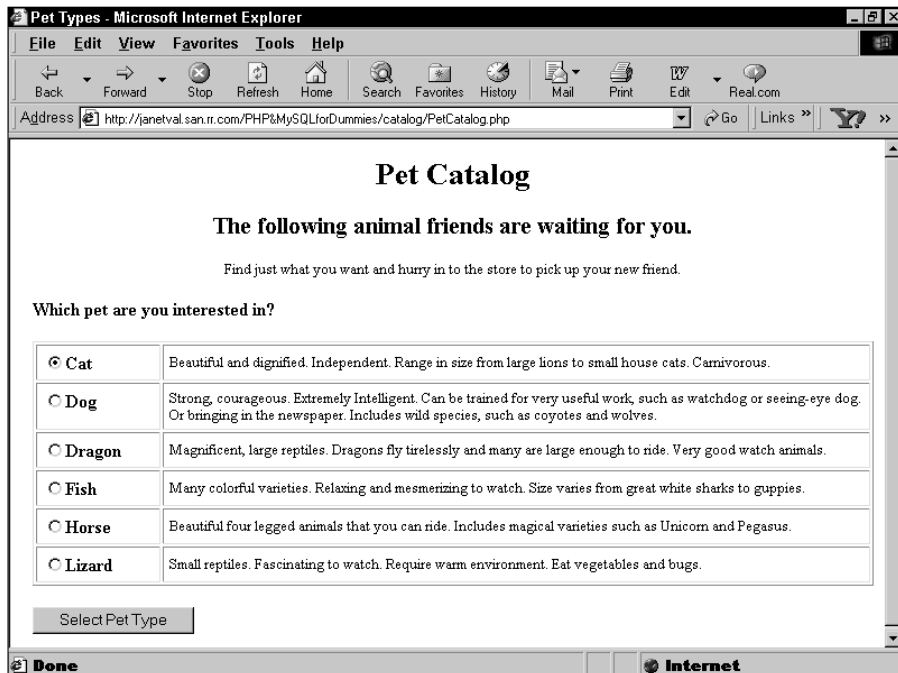 Pet Types - Microsoft Internet Explorer
File Edit View Favorites Tools Help
Back Forward Stop Refresh Home Search Favorites History Mail Print Edit Real.com
Address http://janetval.san.rr.com/PHP&MySQLforDummies/catalog/PetCatalog.php Go Links » Y? »
Pet Catalog
The following animal friends are waiting for you.
Find just what you want and hurry in to the store to pick up your new friend.
Which pet are you interested in?
Cat Beautiful and dignified. Independent. Range in size from large lions to small house cats. Carnivorous.
Dog Strong, courageous. Extremely Intelligent. Can be trained for very useful work, such as watchdog or seeing-eye dog.
Or bringing in the newspaper. Includes wild species, such as coyotes and wolves.
Dragon Magnificent, large reptiles. Dragons fly tirelessly and many are large enough to ride. Very good watch animals.
Fish Many colorful varieties. Relaxing and mesmerizing to watch. Size varies from great white sharks to guppies.
Horse Beautiful four legged animals that you can ride. Includes magical varieties such as Unicorn and Pegasus.
Lizard Small reptiles. Fascinating to watch. Require warm environment. Eat vegetables and bugs.
Select Pet Type
Done Internet